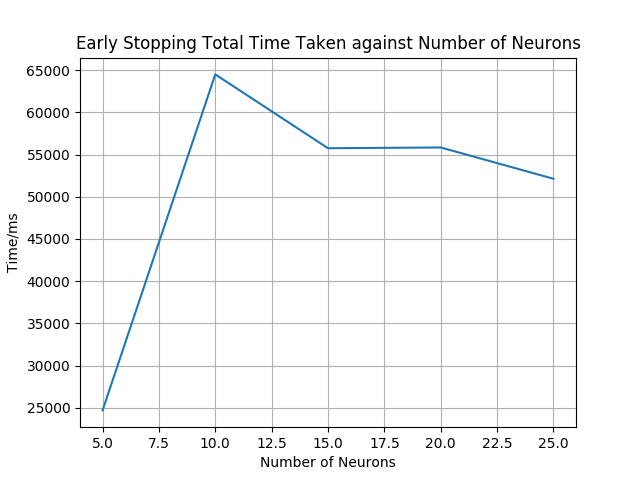 Early Stopping Total Time Taken against Number of Neurons
65000
60000
55000
50000
45000
40000
35000
30000
25000
Time/ms
5.0 7.5 10.0 12.5 15.0 17.5 20.0 22.5 25.0
Number of Neurons